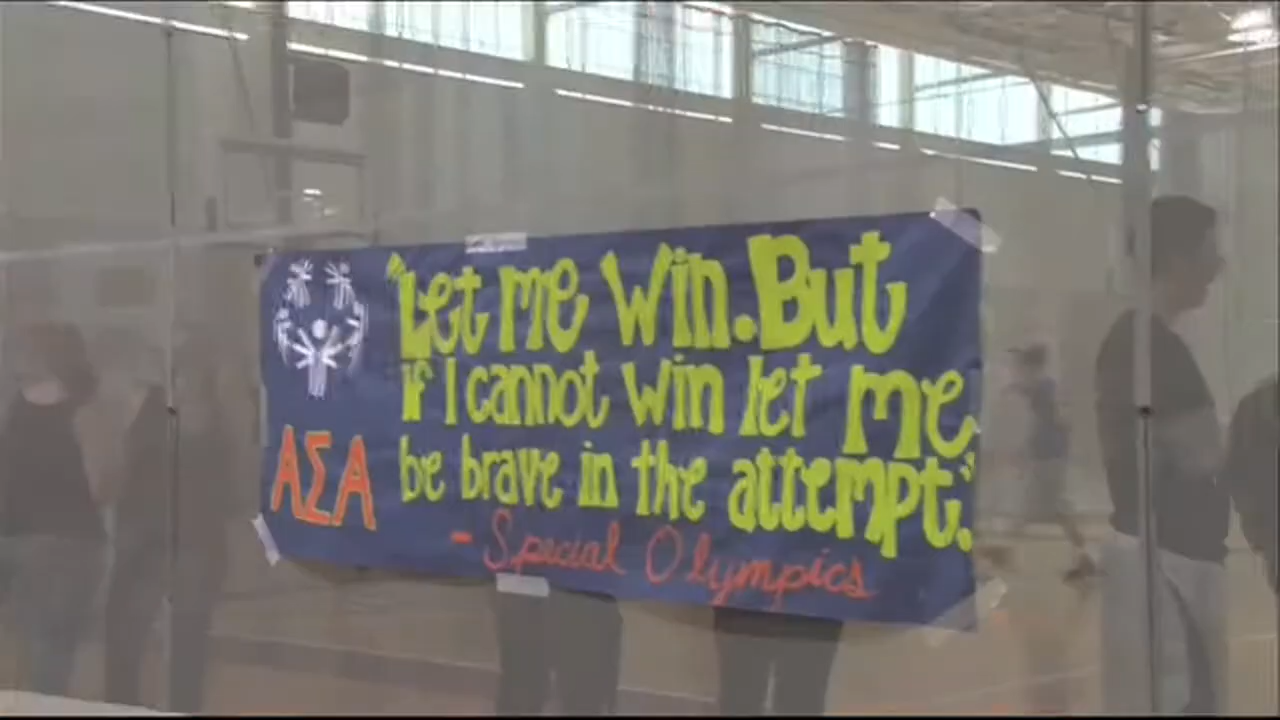 "Let me Win. But
if I cannot win let me
be brave in the attempt."
- Special Olympics
ΑΣΑ